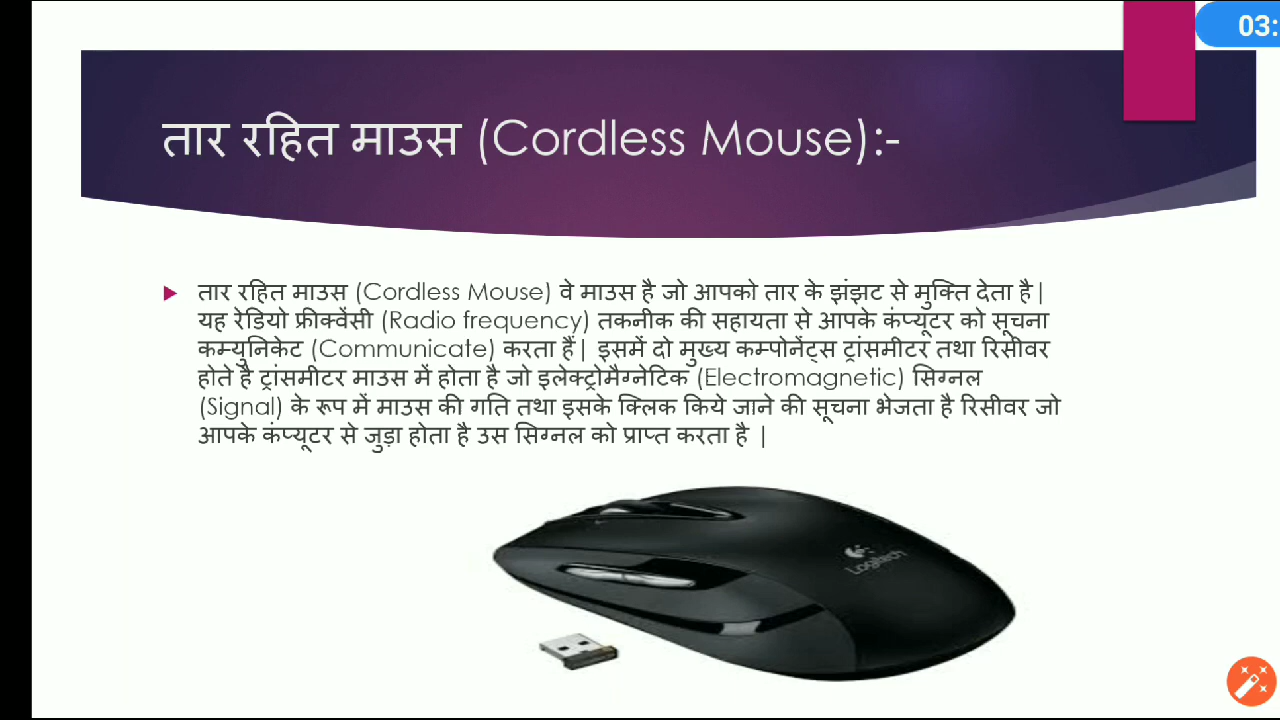 03:
तार रहित माउस (Cordless Mouse):-
तार रहित माउस (Cordless Mouse) वे माउस है जो आपको तार के झंझट से मुक्ति देता है|
यह रेडियो फ्रीक्वेंसी (Radio frequency) तकनीक की सहायता से आपके कंप्यूटर को सूचना
कम्युनिकेट (Communicate) करता हैं| इसमें दो मुख्य कम्पोनेंट्स ट्रांसमीटर तथा रिसीवर
होते है ट्रांसमीटर माउस में होता है जो इलेक्ट्रोमैग्नेटिक (Electromagnetic) सिग्नल
(Signal) के रूप में माउस की गति तथा इसके क्लिक किये जाने की सूचना भेजता है रिसीवर जो
आपके कंप्यूटर से जुड़ा होता है उस सिग्नल को प्राप्त करता है |
Logitech